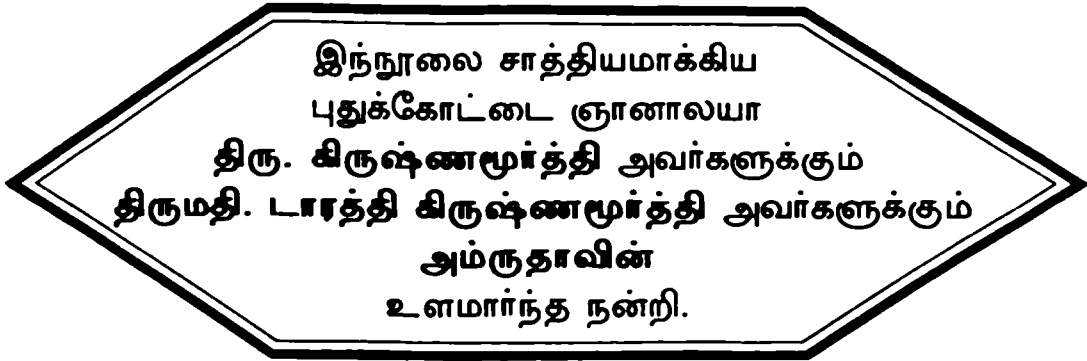 இந்நூலை சாத்தியமாக்கிய
புதுக்கோட்டை ஞானாலயா
திரு. கிருஷ்ணமூர்த்தி அவர்களுக்கும்
திருமதி. டாரத்தி கிருஷ்ணமூர்த்தி அவர்களுக்கும்
அம்ருதாவின்
உளமார்ந்த நன்றி.